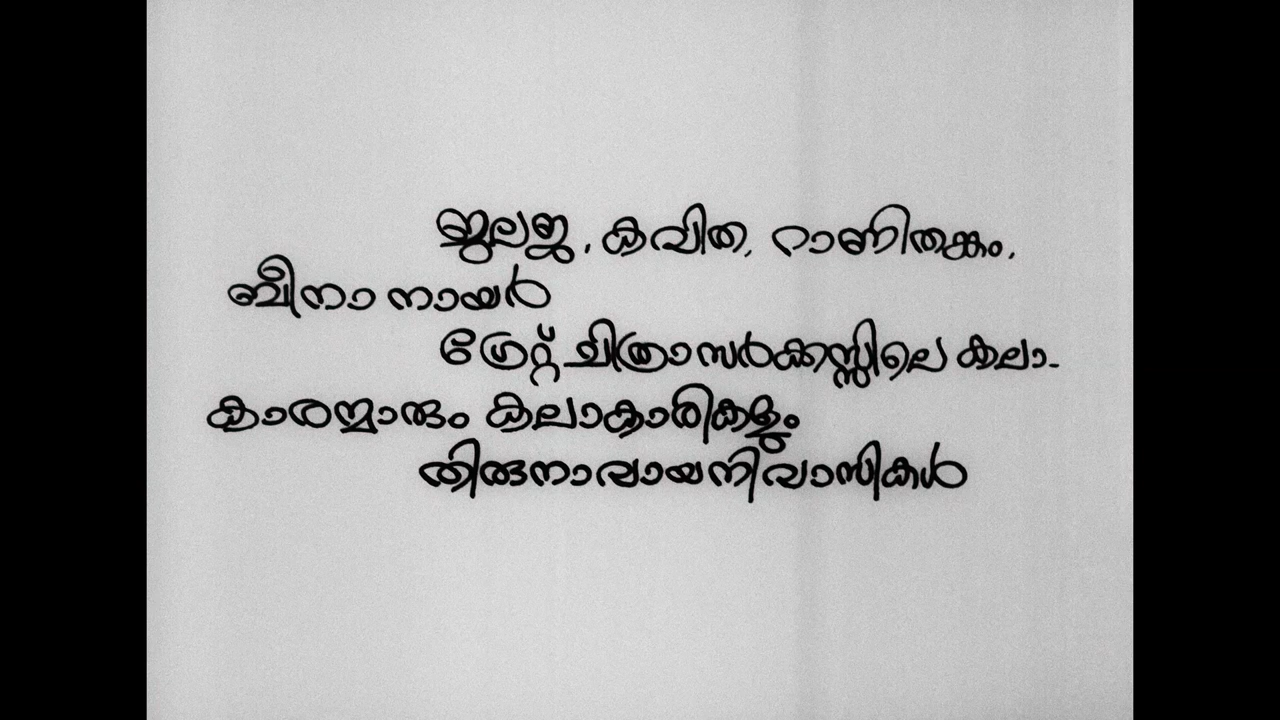 ജലജ, കവിത, റാണിതങ്കം,
ബീനാ നായർ
ഗ്രേറ്റ് ചിത്രാസർക്കസ്സിലെ കലാ-
കാരന്മാരും കലാകാരികളും
തിരുനാവായനിവാസികൾ